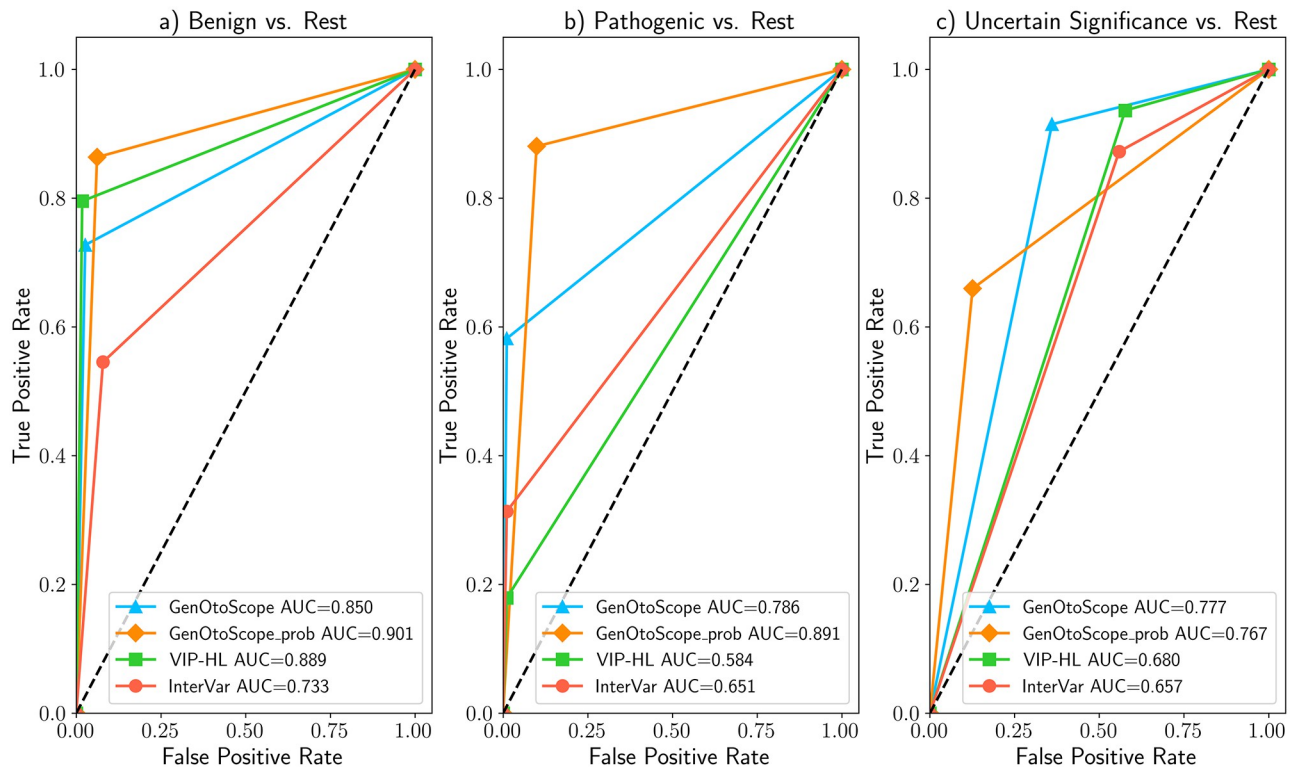 a) Benign vs. Rest
True Positive Rate
1.0
0.8
0.6
0.4
0.2
0.0
GenOtoScope AUC=0.850
GenOtoScope_prob AUC=0.901
VIP-HL AUC=0.889
InterVar AUC=0.733
0.00 0.25 0.50 0.75 1.00
False Positive Rate
b) Pathogenic vs. Rest
True Positive Rate
1.0
0.8
0.6
0.4
0.2
0.0
GenOtoScope AUC=0.786
GenOtoScope_prob AUC=0.891
VIP-HL AUC=0.584
InterVar AUC=0.651
0.00 0.25 0.50 0.75 1.00
False Positive Rate
c) Uncertain Significance vs. Rest
True Positive Rate
1.0
0.8
0.6
0.4
0.2
0.0
GenOtoScope AUC=0.777
GenOtoScope_prob AUC=0.767
VIP-HL AUC=0.680
InterVar AUC=0.657
0.00 0.25 0.50 0.75 1.00
False Positive Rate